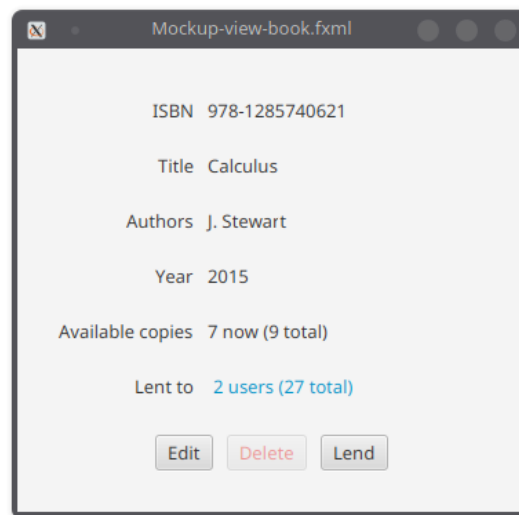 Mockup-view-book.fxml
ISBN 978-1285740621
Title Calculus
Authors J. Stewart
Year 2015
Available copies 7 now (9 total)
Lent to 2 users (27 total)
Edit Delete Lend